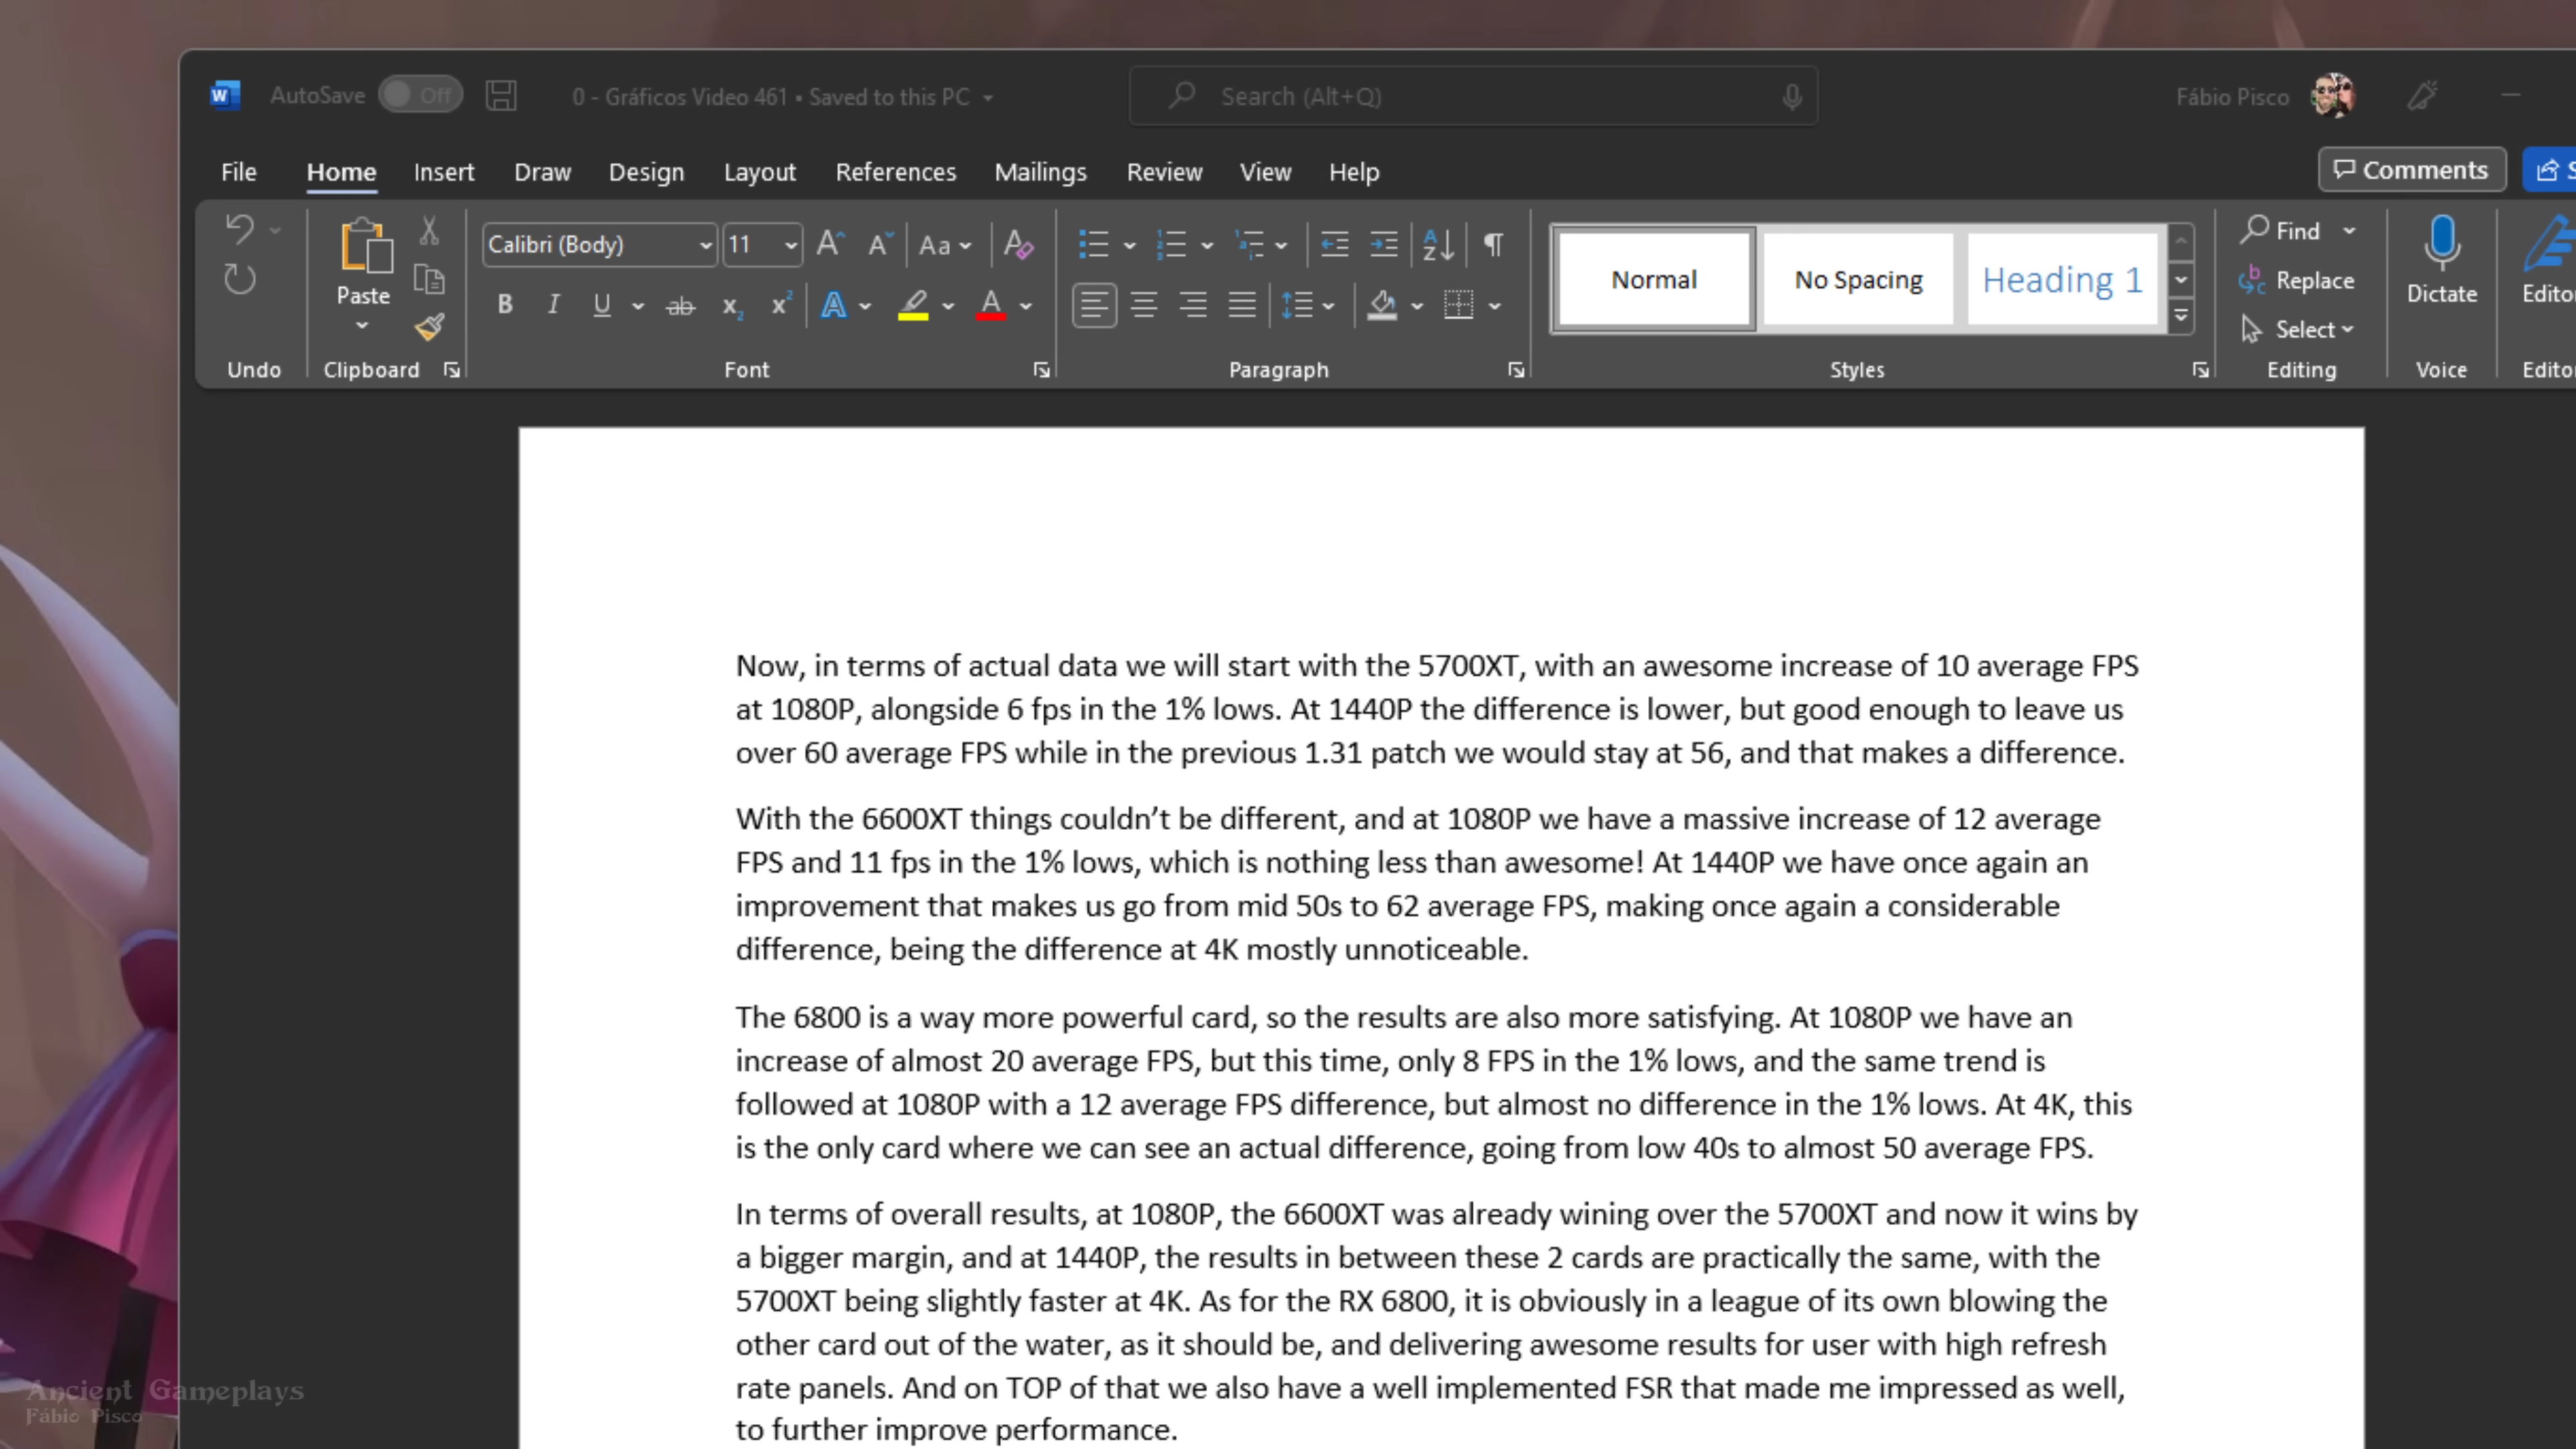 AutoSave Off 0 - Gráficos Video 461 • Saved to this PC Search (Alt+Q) Fábio Pisco
File Home Insert Draw Design Layout References Mailings Review View Help Comments
Calibri (Body) 11 Aa
Normal No Spacing Heading 1
Find
Replace
Select
Paste
Dictate
Undo Clipboard Font Paragraph Styles Editing Voice
Now, in terms of actual data we will start with the 5700XT, with an awesome increase of 10 average FPS
at 1080P, alongside 6 fps in the 1% lows. At 1440P the difference is lower, but good enough to leave us
over 60 average FPS while in the previous 1.31 patch we would stay at 56, and that makes a difference.
With the 6600XT things couldn’t be different, and at 1080P we have a massive increase of 12 average
FPS and 11 fps in the 1% lows, which is nothing less than awesome! At 1440P we have once again an
improvement that makes us go from mid 50s to 62 average FPS, making once again a considerable
difference, being the difference at 4K mostly unnoticeable.
The 6800 is a way more powerful card, so the results are also more satisfying. At 1080P we have an
increase of almost 20 average FPS, but this time, only 8 FPS in the 1% lows, and the same trend is
followed at 1080P with a 12 average FPS difference, but almost no difference in the 1% lows. At 4K, this
is the only card where we can see an actual difference, going from low 40s to almost 50 average FPS.
In terms of overall results, at 1080P, the 6600XT was already wining over the 5700XT and now it wins by
a bigger margin, and at 1440P, the results in between these 2 cards are practically the same, with the
5700XT being slightly faster at 4K. As for the RX 6800, it is obviously in a league of its own blowing the
other card out of the water, as it should be, and delivering awesome results for user with high refresh
rate panels. And on TOP of that we also have a well implemented FSR that made me impressed as well,
to further improve performance.
Ancient Gameplays
Fábio Pisco